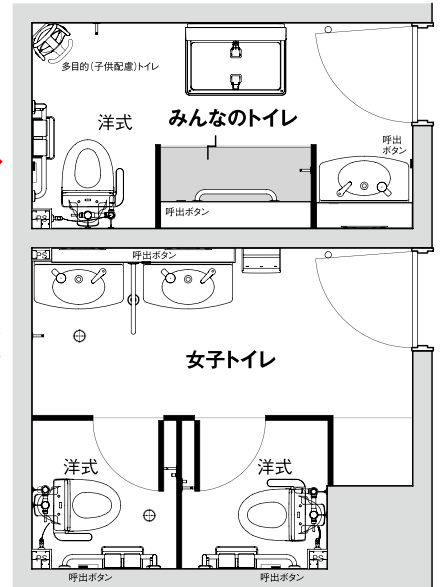 多目的（子供配慮）トイレ
洋式
みんなのトイレ
呼出
ボタン
呼出ボタン
呼出ボタン
女子トイレ
洋式
洋式
呼出ボタン
呼出ボタン